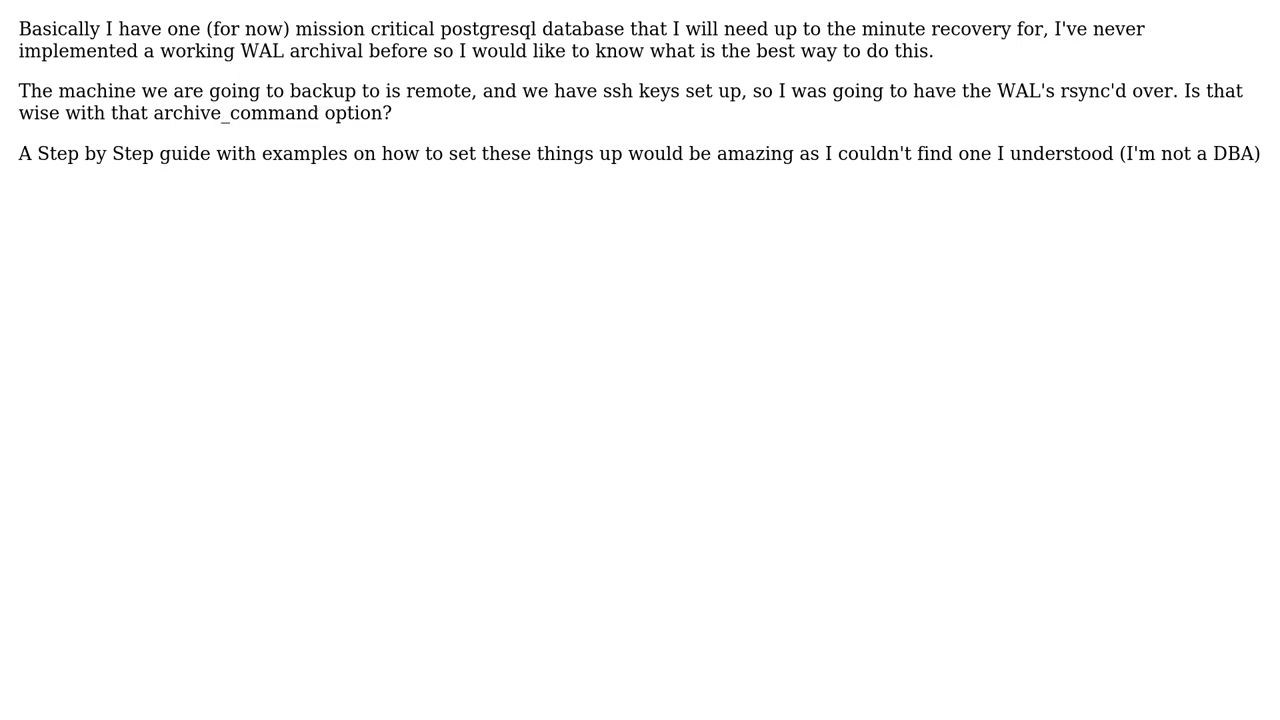 Basically I have one (for now) mission critical postgresql database that I will need up to the minute recovery for, I've never
implemented a working WAL archival before so I would like to know what is the best way to do this.
The machine we are going to backup to is remote, and we have ssh keys set up, so I was going to have the WAL's rsync'd over. Is that
wise with that archive_command option?
A Step by Step guide with examples on how to set these things up would be amazing as I couldn't find one I understood (I'm not a DBA)